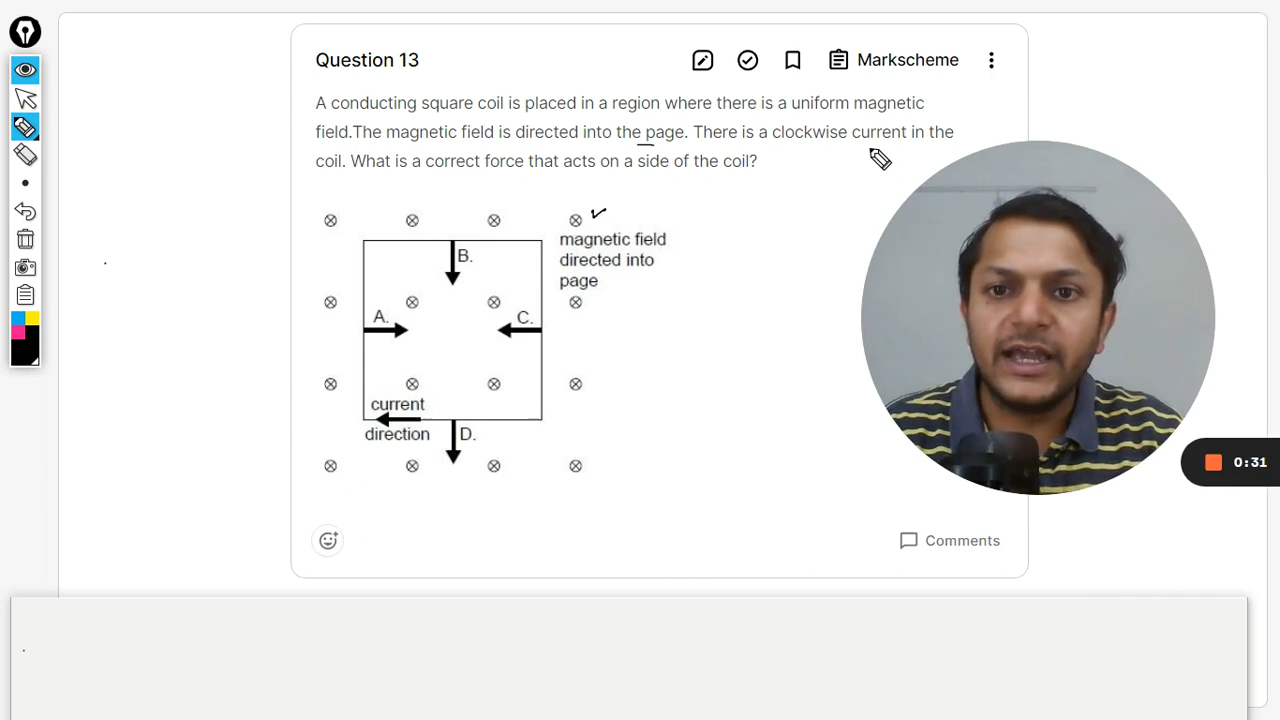 Question 13
Markscheme
A conducting square coil is placed in a region where there is a uniform magnetic
field.The magnetic field is directed into the page. There is a clockwise current in the
coil. What is a correct force that acts on a side of the coil?
magnetic field
directed into
page
B.
A.
C.
current
direction
D.
Comments
0:31